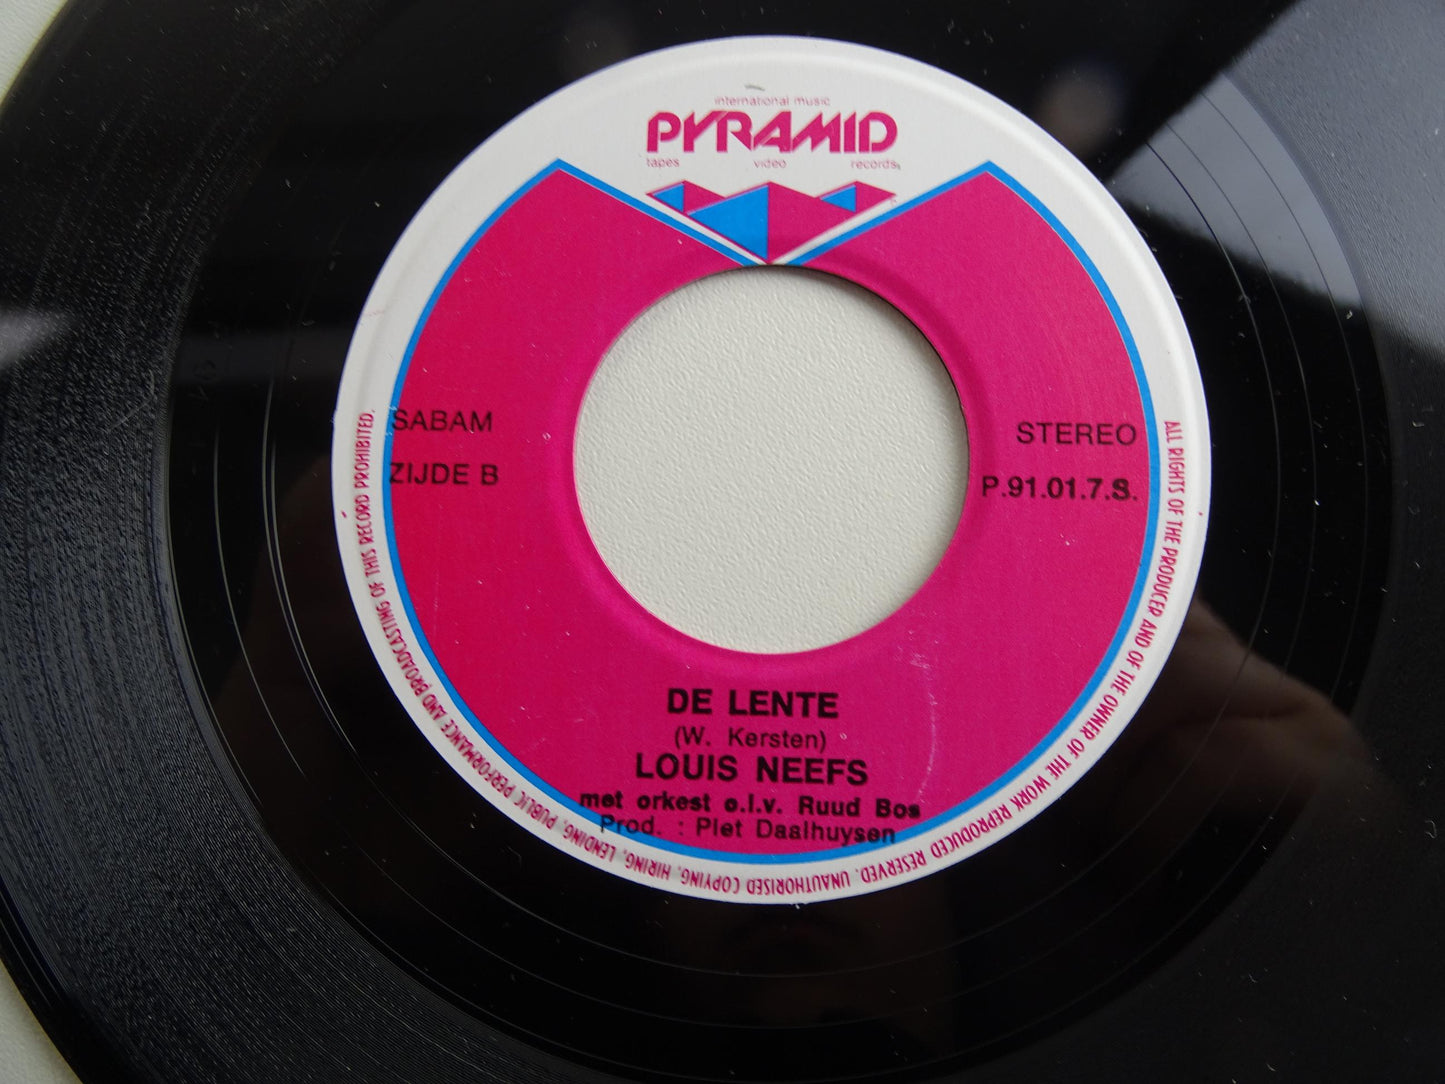 international music
PYRAMID
tapes video records
SABAM
ZIJDE B
STEREO
P.91.01.7.S.
DE LENTE
(W. Kersten)
LOUIS NEEFS
met orkest o.l.v. Ruud Bos
Prod. : Piet Daalhuysen
ALL RIGHTS OF THE PRODUCER AND OF THE OWNER OF THE WORK REPRODUCED RESERVED. UNAUTHORISED COPYING, HIRING, LENDING, PUBLIC PERFORMANCE AND BROADCASTING OF THIS RECORD PROHIBITED.